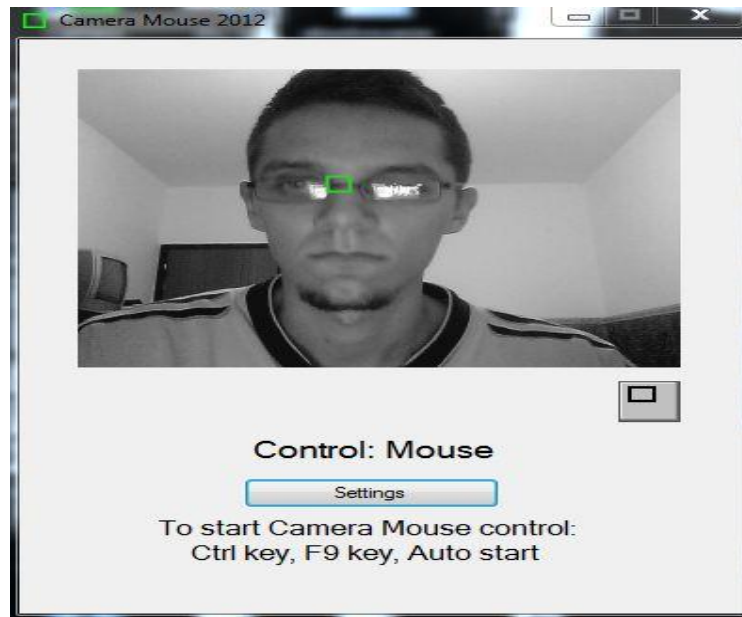 Camera Mouse 2012
Control: Mouse
Settings
To start Camera Mouse control:
Ctrl key, F9 key, Auto start